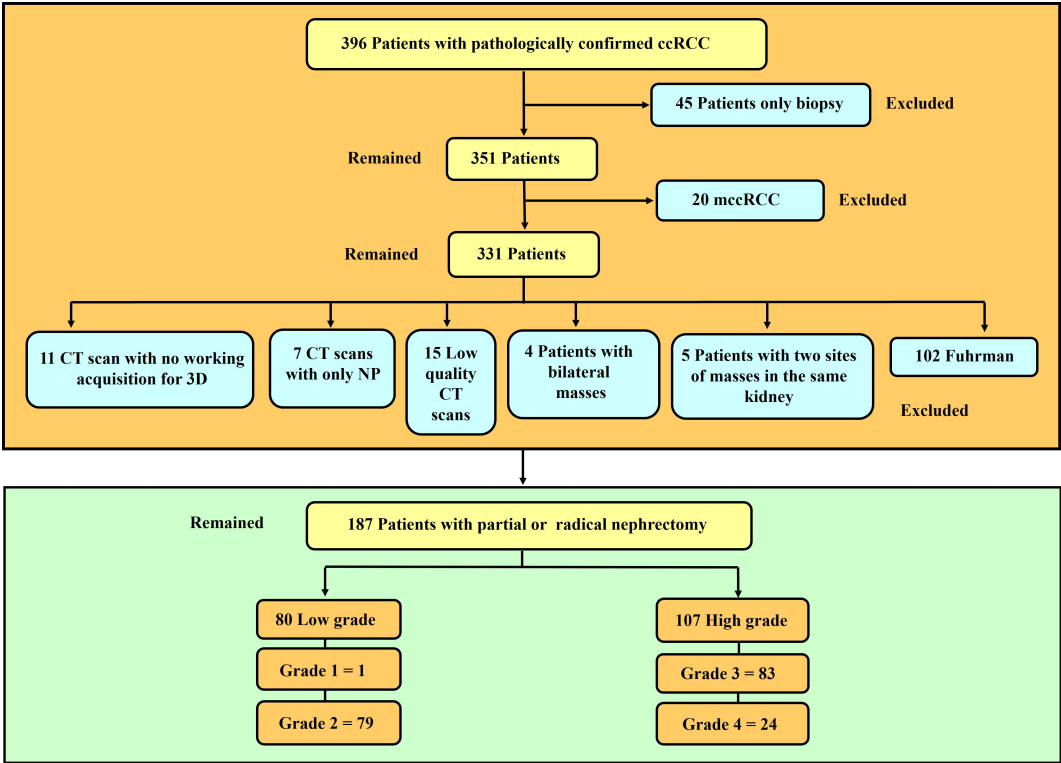 396 Patients with pathologically confirmed ccRCC
45 Patients only biopsy
Excluded
Remained
351 Patients
20 mccRCC
Excluded
Remained
331 Patients
11 CT scan with no working
acquisition for 3D
7 CT scans
with only NP
15 Low
quality
CT
scans
4 Patients with
bilateral
masses
5 Patients with two sites
of masses in the same
kidney
102 Fuhrman
Excluded
Remained
187 Patients with partial or radical nephrectomy
80 Low grade
Grade 1 = 1
Grade 2 = 79
107 High grade
Grade 3 = 83
Grade 4 = 24